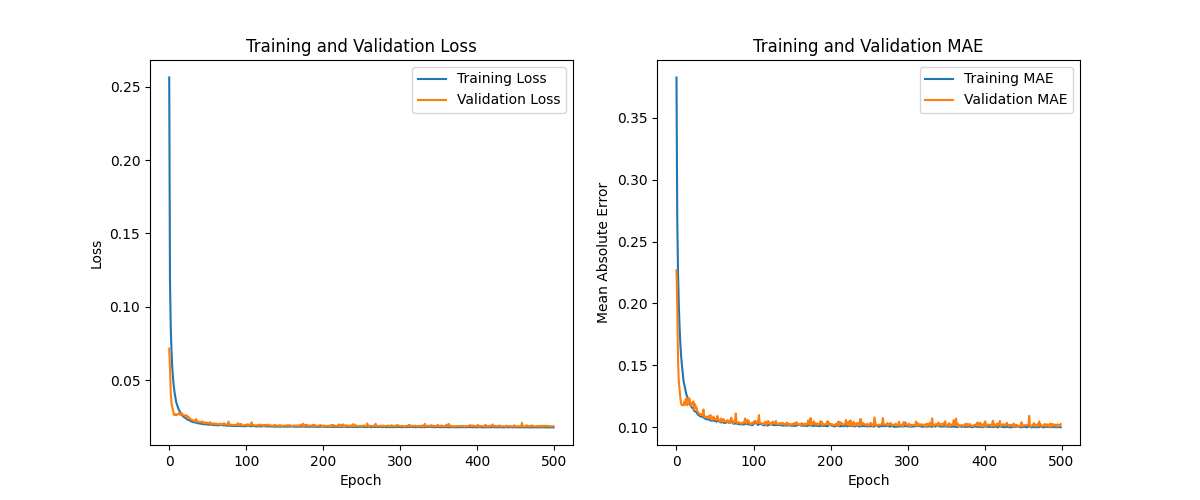 Training and Validation Loss
Training Loss
Validation Loss
0.25
0.20
0.15
0.10
0.05
Loss
0
100
200
300
400
500
Epoch
Training and Validation MAE
Training MAE
Validation MAE
0.35
0.30
0.25
0.20
0.15
0.10
Mean Absolute Error
0
100
200
300
400
500
Epoch